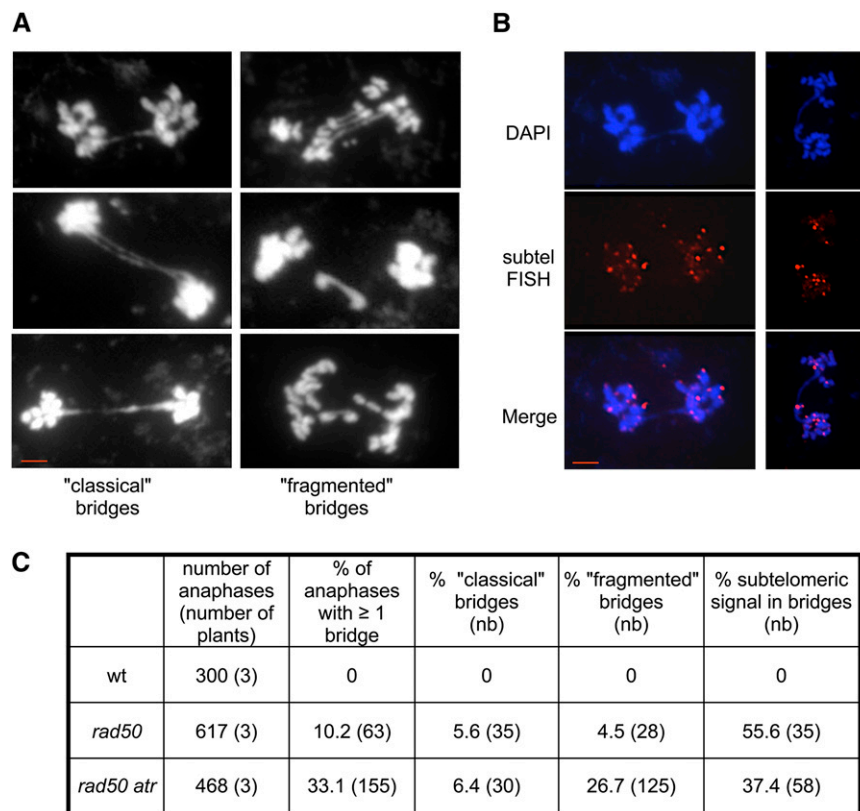 A
B
DAPI
subtel
FISH
Merge
"classical"
bridges
"fragmented"
bridges
C
number of
anaphases
(number of
plants)
% of
anaphases
with ≥ 1
bridge
% "classical"
bridges
(nb)
% "fragmented"
bridges
(nb)
% subtelomeric
signal in bridges
(nb)
wt 300 (3) 0 0 0 0
rad50 617 (3) 10.2 (63) 5.6 (35) 4.5 (28) 55.6 (35)
rad50 atr 468 (3) 33.1 (155) 6.4 (30) 26.7 (125) 37.4 (58)